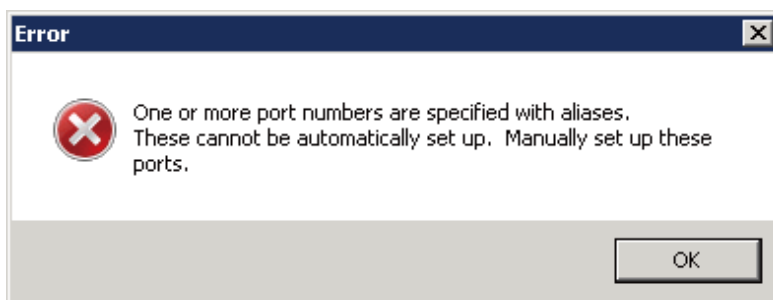 Error
One or more port numbers are specified with aliases.
These cannot be automatically set up.  Manually set up these
ports.
OK